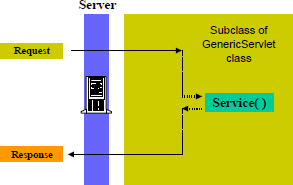 Server
Subclass of
GenericServlet
class
Request
Service( )
Response